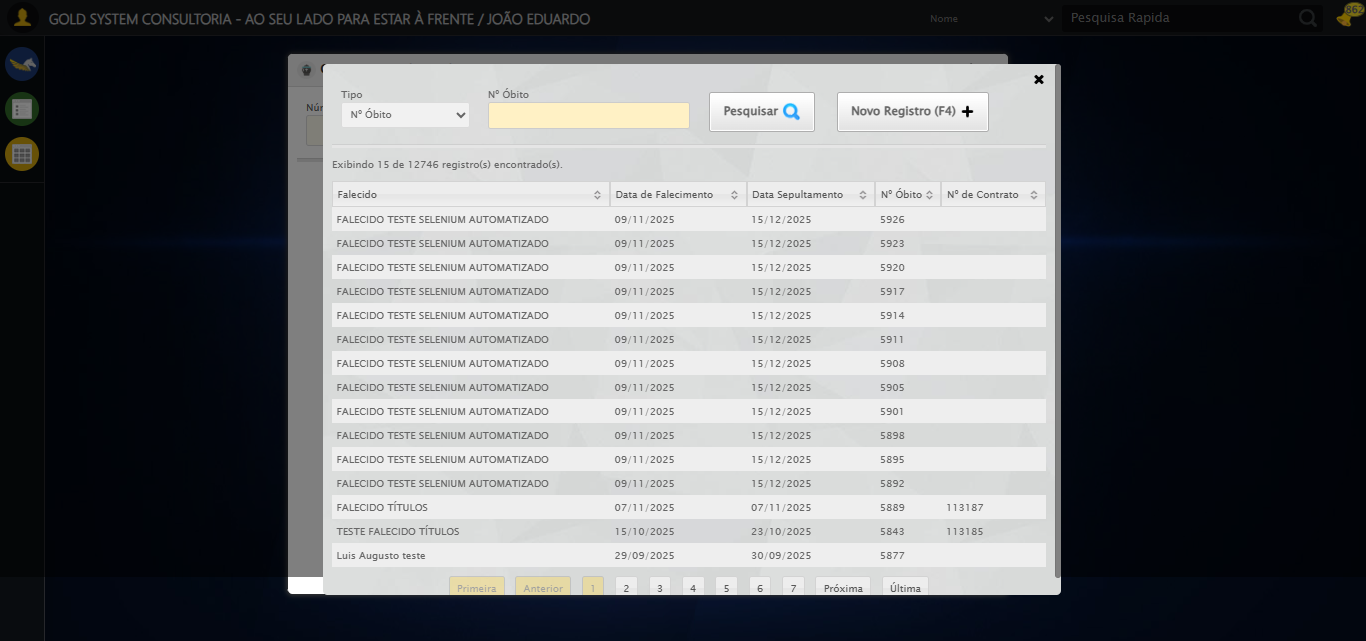 GOLD SYSTEM CONSULTORIA - AO SEU LADO PARA ESTAR À FRENTE / JOÃO EDUARDO
Nome
Pesquisa Rapida
862
Tipo
Nº Óbito
Nº Óbito
Pesquisar
Novo Registro (F4)
Exibindo 15 de 12746 registro(s) encontrado(s).
Falecido Data de Falecimento Data Sepultamento Nº Óbito Nº de Contrato
FALECIDO TESTE SELENIUM AUTOMATIZADO 09/11/2025 15/12/2025 5926
FALECIDO TESTE SELENIUM AUTOMATIZADO 09/11/2025 15/12/2025 5923
FALECIDO TESTE SELENIUM AUTOMATIZADO 09/11/2025 15/12/2025 5920
FALECIDO TESTE SELENIUM AUTOMATIZADO 09/11/2025 15/12/2025 5917
FALECIDO TESTE SELENIUM AUTOMATIZADO 09/11/2025 15/12/2025 5914
FALECIDO TESTE SELENIUM AUTOMATIZADO 09/11/2025 15/12/2025 5911
FALECIDO TESTE SELENIUM AUTOMATIZADO 09/11/2025 15/12/2025 5908
FALECIDO TESTE SELENIUM AUTOMATIZADO 09/11/2025 15/12/2025 5905
FALECIDO TESTE SELENIUM AUTOMATIZADO 09/11/2025 15/12/2025 5901
FALECIDO TESTE SELENIUM AUTOMATIZADO 09/11/2025 15/12/2025 5898
FALECIDO TESTE SELENIUM AUTOMATIZADO 09/11/2025 15/12/2025 5895
FALECIDO TESTE SELENIUM AUTOMATIZADO 09/11/2025 15/12/2025 5892
FALECIDO TÍTULOS 07/11/2025 07/11/2025 5889 113187
TESTE FALECIDO TÍTULOS 15/10/2025 23/10/2025 5843 113185
Luis Augusto teste 29/09/2025 30/09/2025 5877
Primeira Anterior 1 2 3 4 5 6 7 Próxima Última